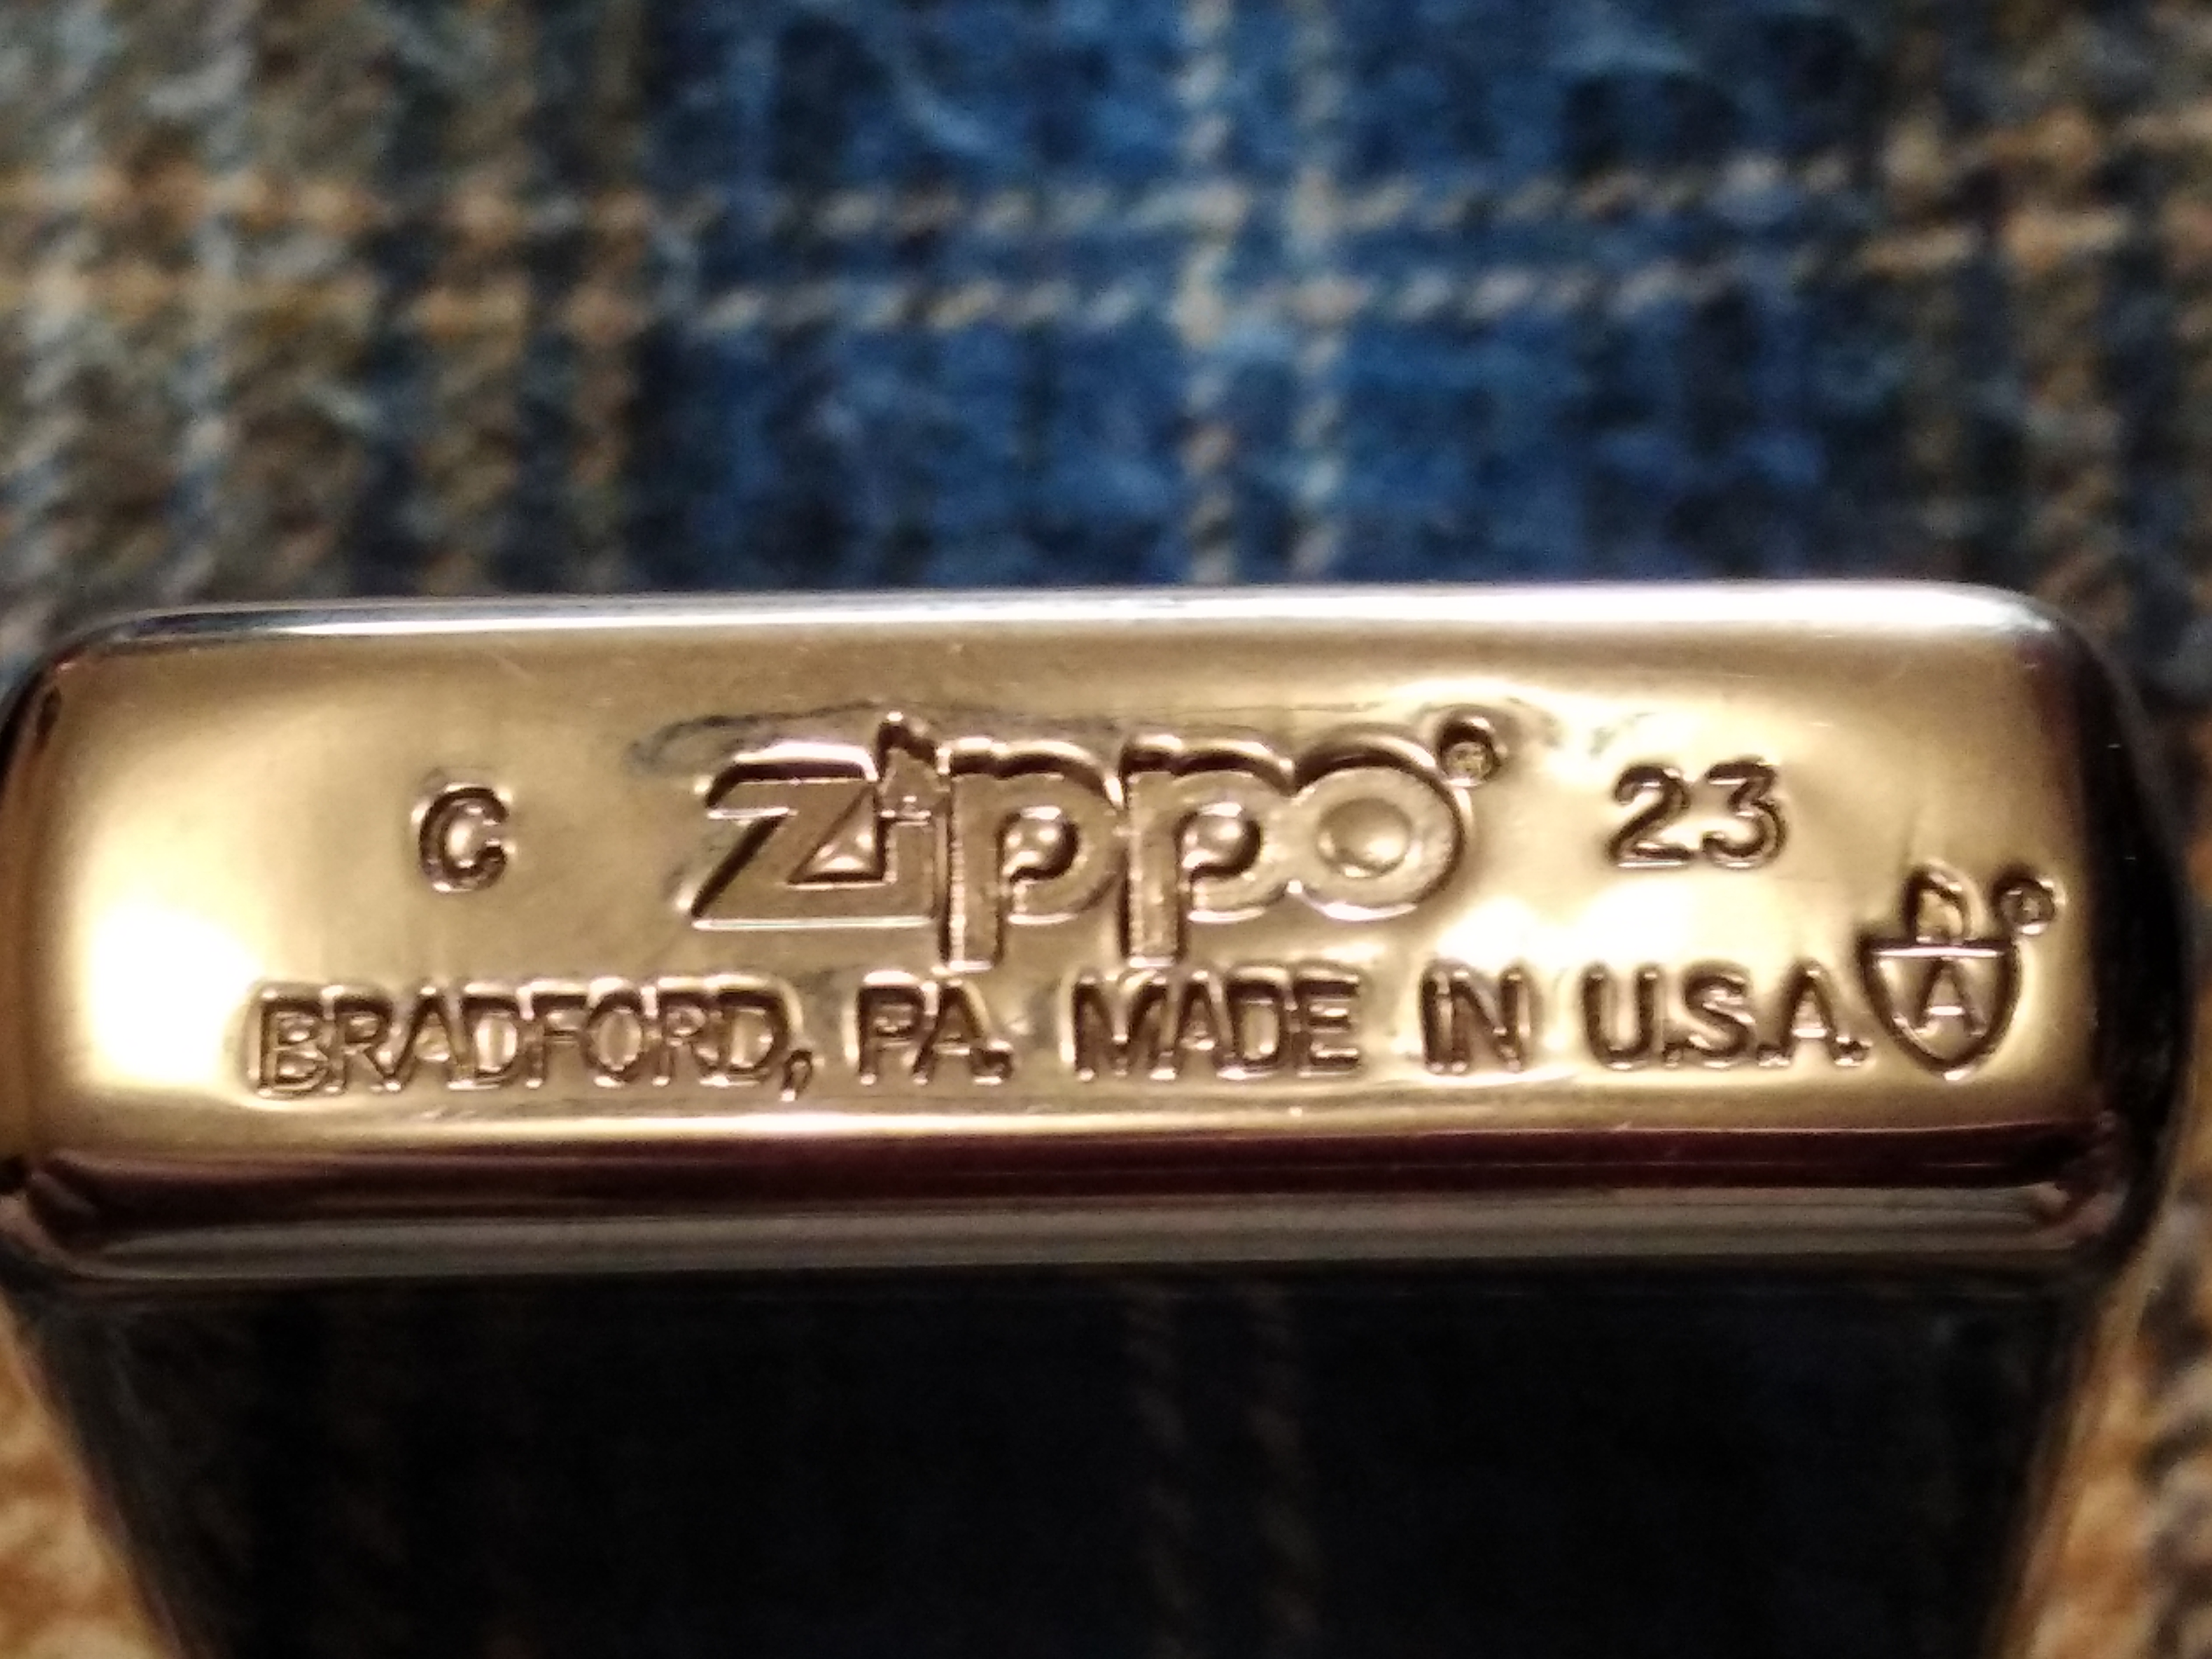 C Zippo® 23
BRADFORD, PA. MADE IN U.S.A. A®